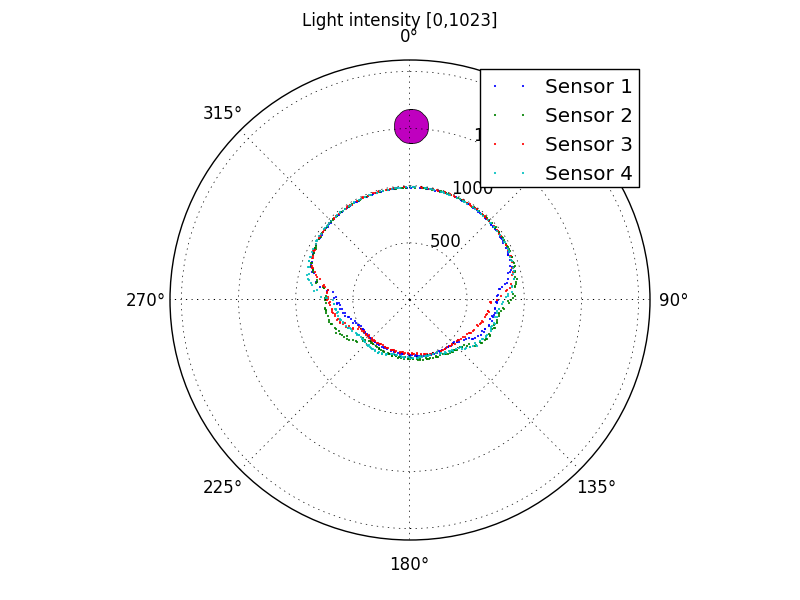 Light intensity [0,1023]
0°
315°
Sensor 1
Sensor 2
Sensor 3
Sensor 4
1000
500
270°
90°
225°
135°
180°